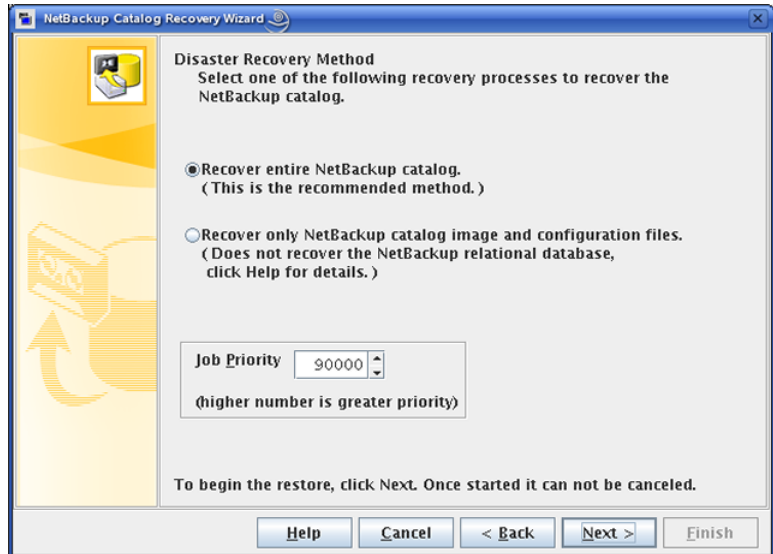 NetBackup Catalog Recovery Wizard
Disaster Recovery Method
Select one of the following recovery processes to recover the
NetBackup catalog.
Recover entire NetBackup catalog.
(This is the recommended method.)
Recover only NetBackup catalog image and configuration files.
(Does not recover the NetBackup relational database,
click Help for details.)
Job Priority 90000
(higher number is greater priority)
To begin the restore, click Next. Once started it can not be canceled.
Help Cancel < Back Next > Finish